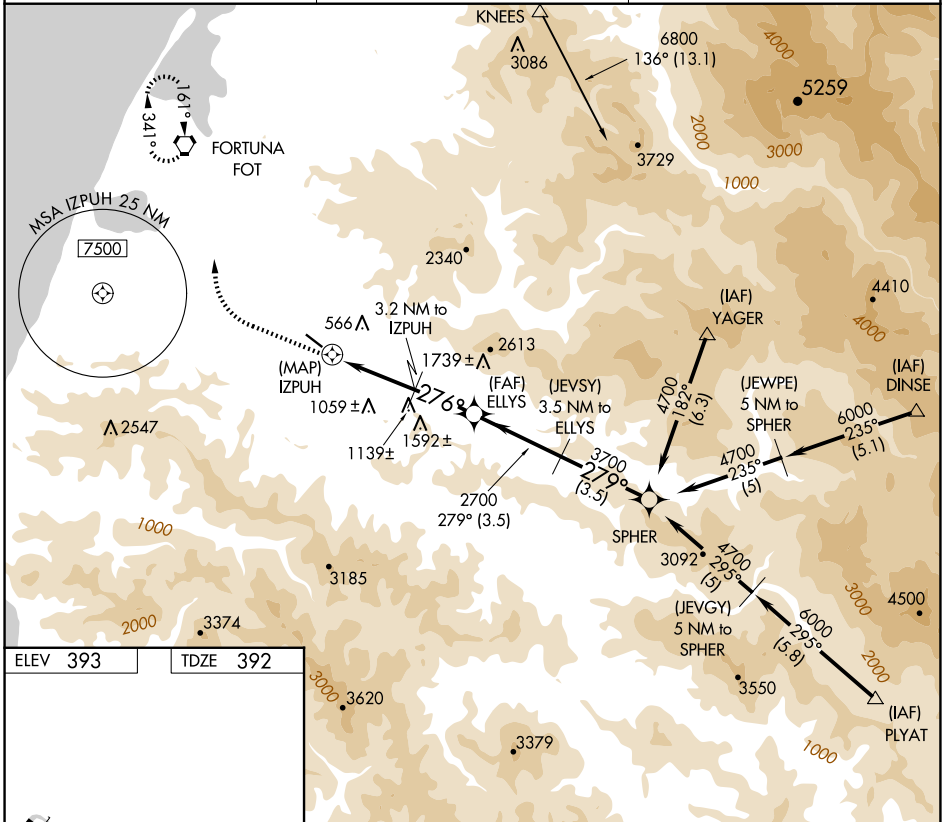 KNEES
3086
6800
136° (13.1)
4000
5259
161°
341°
FORTUNA
FOT
3729
2000
3000
1000
MSA IZPUH 25 NM
7500
2340
4410
4000
(IAF)
YAGER
566
3.2 NM to
IZPUH
2613
1739±
(MAP)
IZPUH
276°
(FAF)
ELLYS
(JEVSY)
3.5 NM to
ELLYS
4700
182°
(6.3)
(JEWPE)
5 NM to
SPHER
(IAF)
DINSE
6000
235°
(5.1)
1059±
1139±
1592±
2547
4700
235°
(5)
3700
279°
(3.5)
2700
279° (3.5)
SPHER
3092
4700
295°
(5)
1000
3185
(JEVGY)
5 NM to
SPHER
6000
295°
(5.8)
3000
4500
2000
3374
2000
ELEV 393
TDZE 392
3000
3620
3550
(IAF)
PLYAT
3379
1000